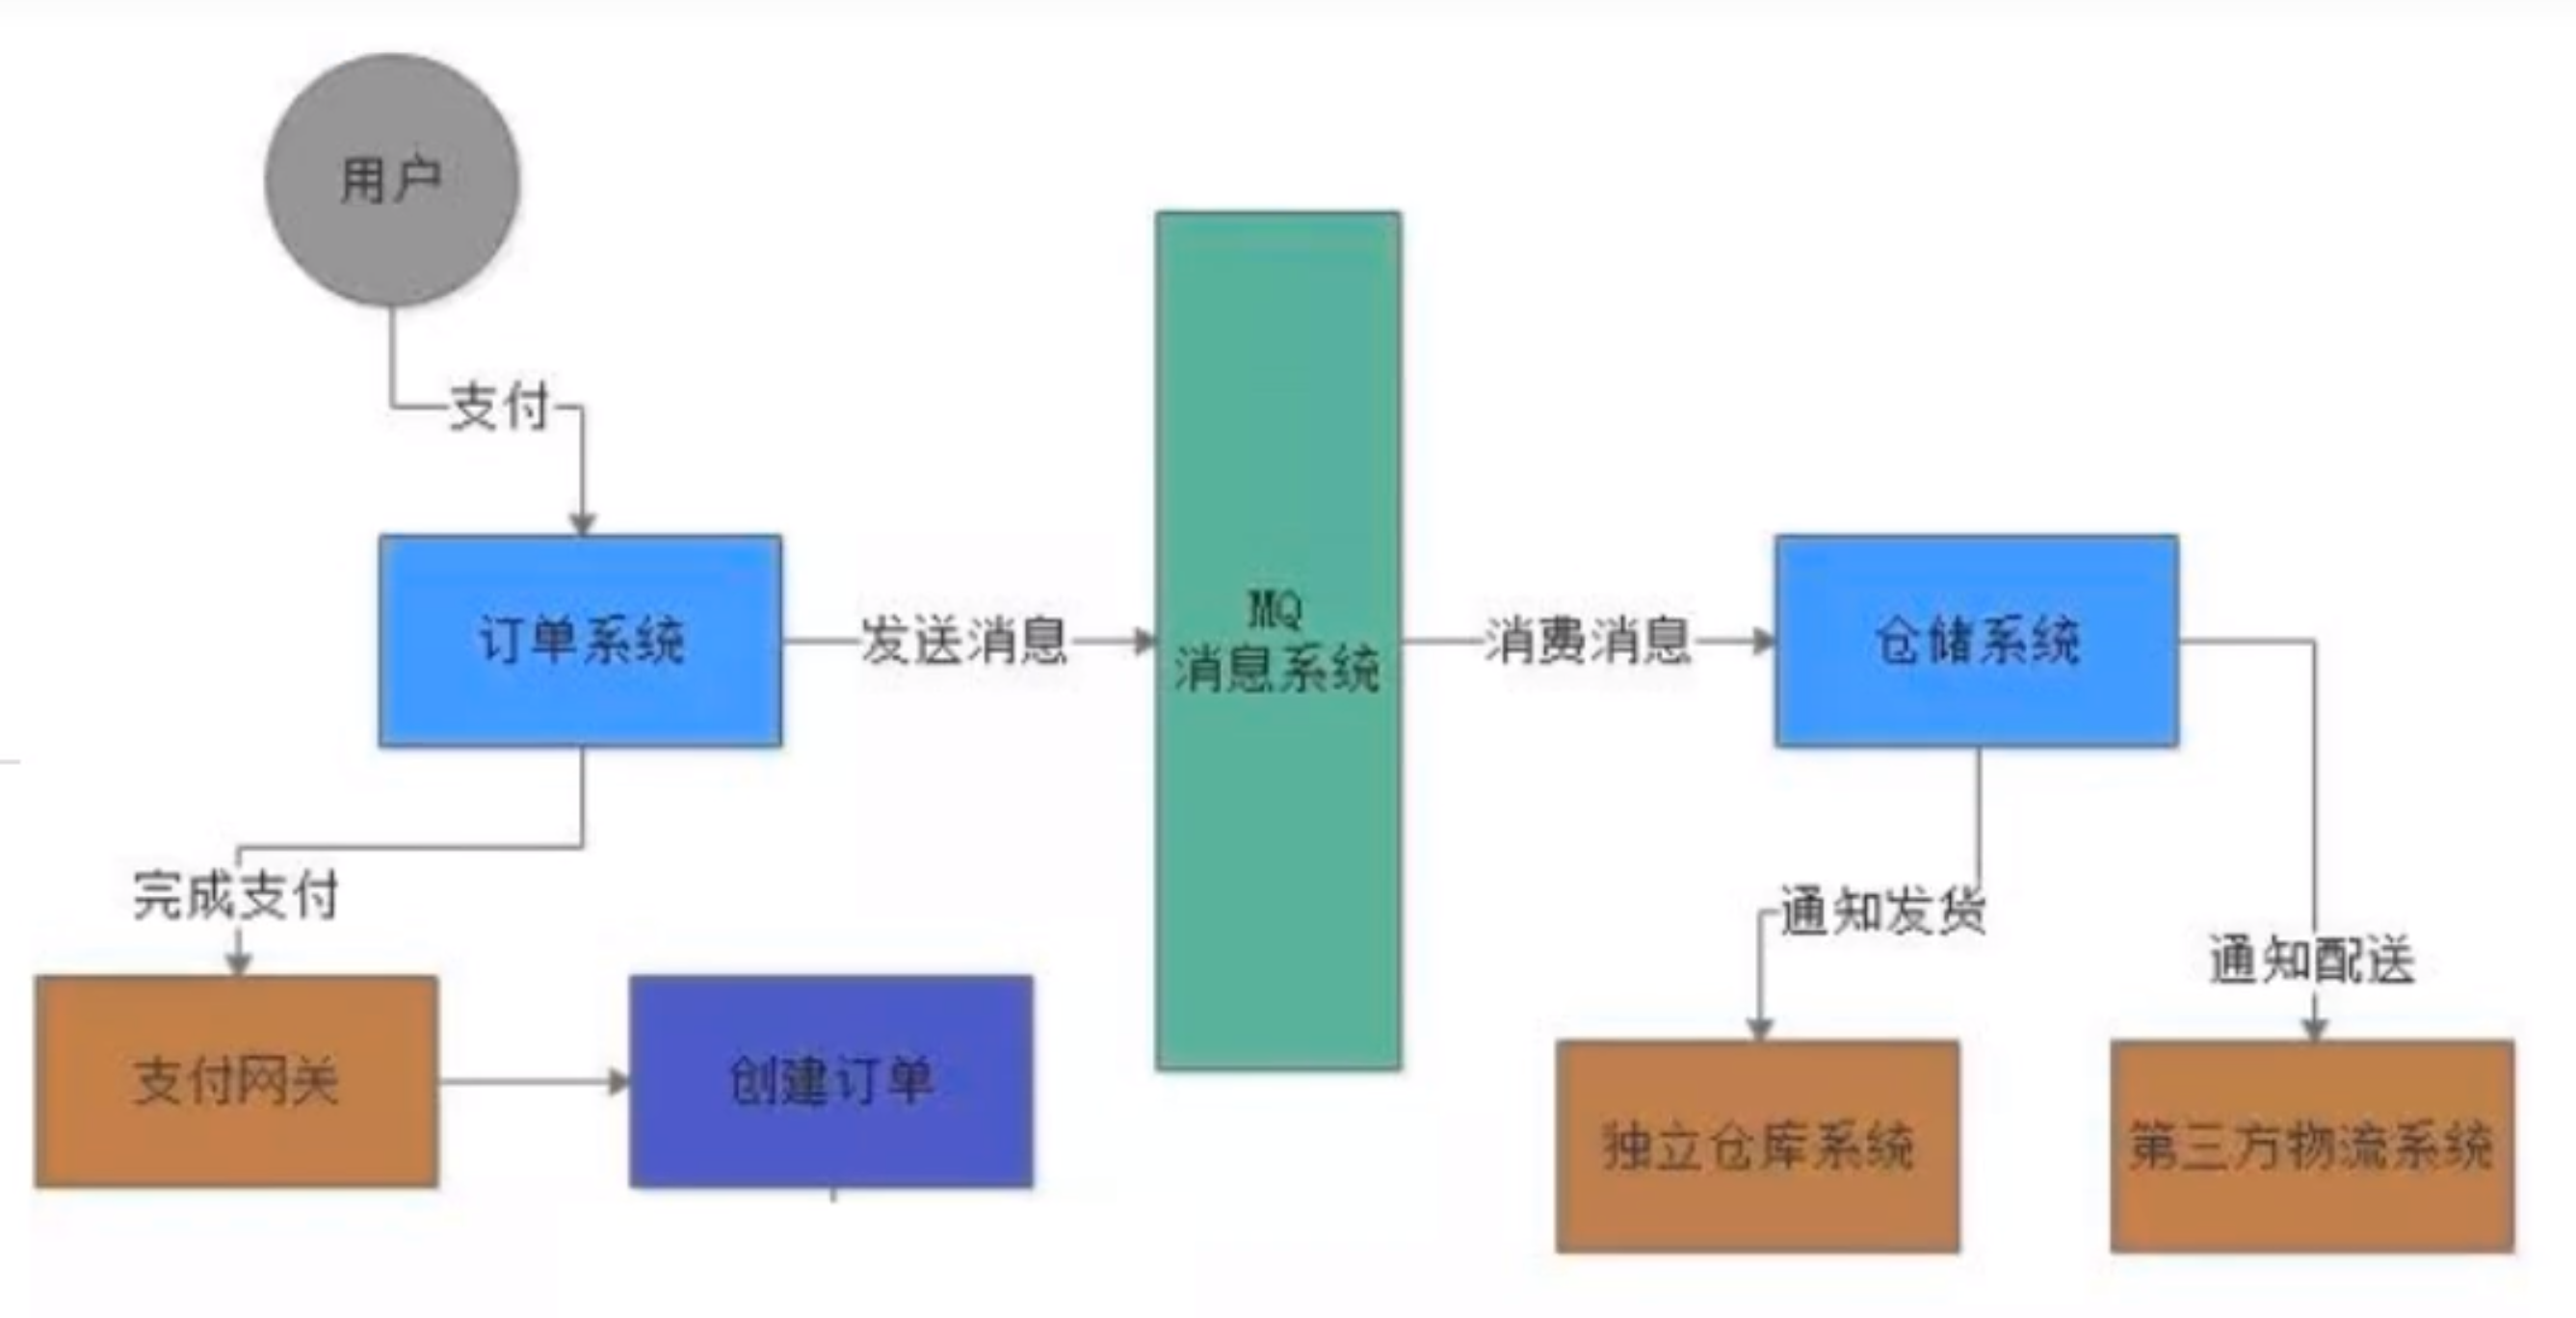 用户
支付
订单系统
发送消息
MQ
消息系统
消费消息
仓储系统
完成支付
通知发货
通知配送
支付网关
创建订单
独立仓库系统
第三方物流系统